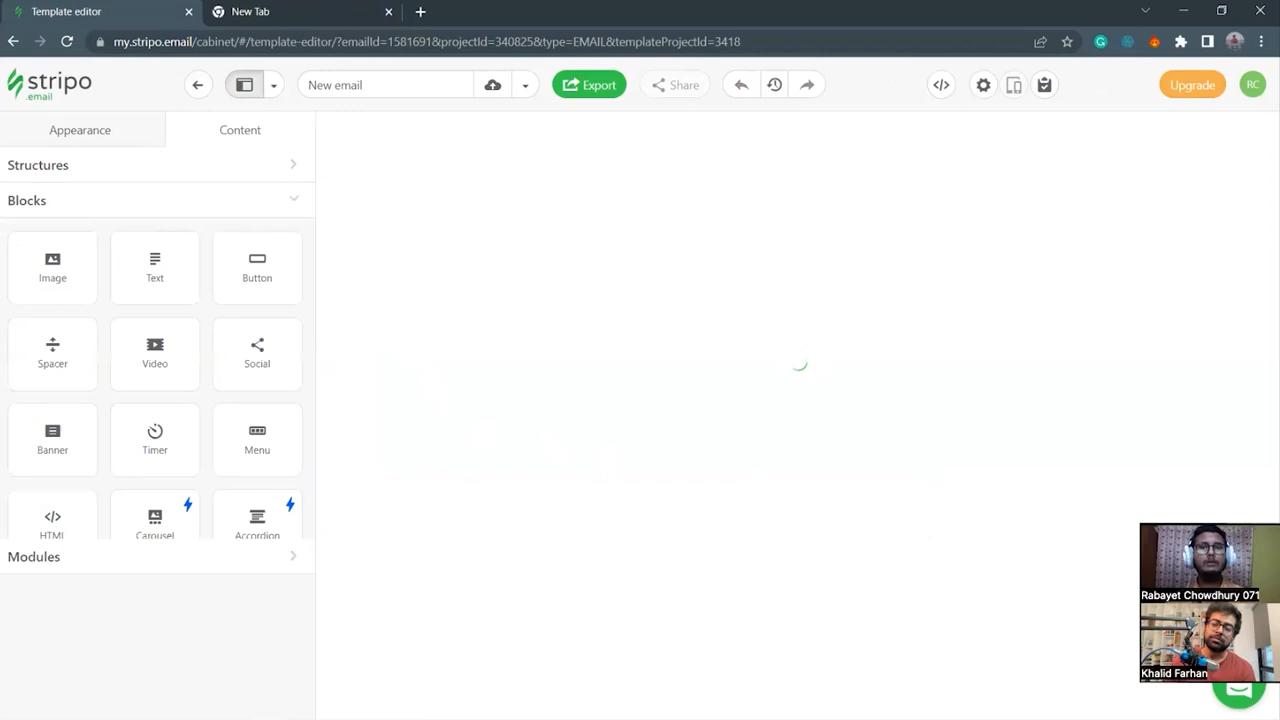 Template editor
New Tab
my.stripo.email/cabinet/#/template-editor/?emailId=1581691&projectId=340825&type=EMAIL&templateProjectId=3418
stripo
.email
New email
Export
Share
Upgrade
RC
Appearance
Content
Structures
Blocks
Image
Text
Button
Spacer
Video
Social
Banner
Timer
Menu
HTML
Carousel
Accordion
Modules
Rabayet Chowdhury 071
Khalid Farhan